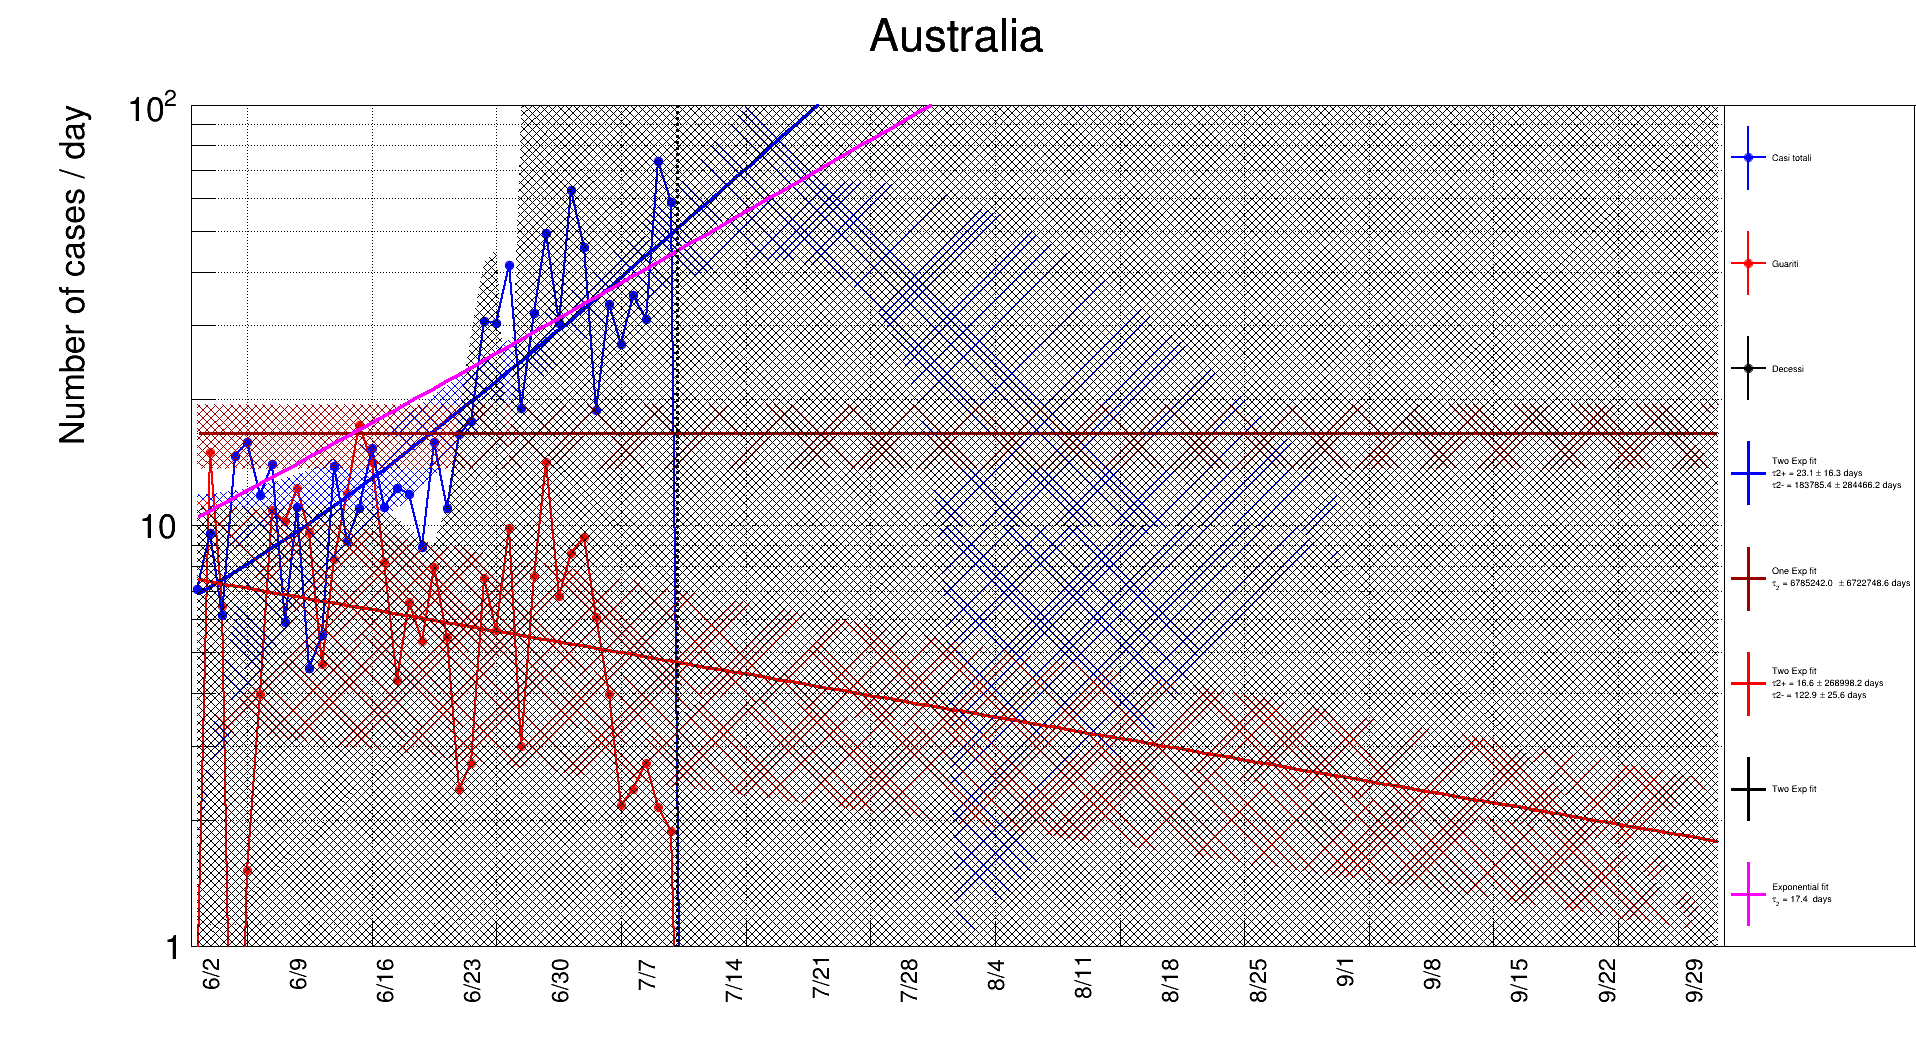 Australia
Number of cases / day
10²
10
1
6/2
6/9
6/16
6/23
6/30
7/7
7/14
7/21
7/28
8/4
8/11
8/18
8/25
9/1
9/8
9/15
9/22
9/29
Casi totali
Guariti
Decessi
Two Exp fit
τ2+ = 23.1 ± 16.3 days
τ2- = 183785.4 ± 284466.2 days
One Exp fit
τ₂ = 6785242.0 ± 6722748.6 days
Two Exp fit
τ2+ = 16.6 ± 268998.2 days
τ2- = 122.9 ± 25.6 days
Two Exp fit
Exponential fit
τ₂ = 17.4 days